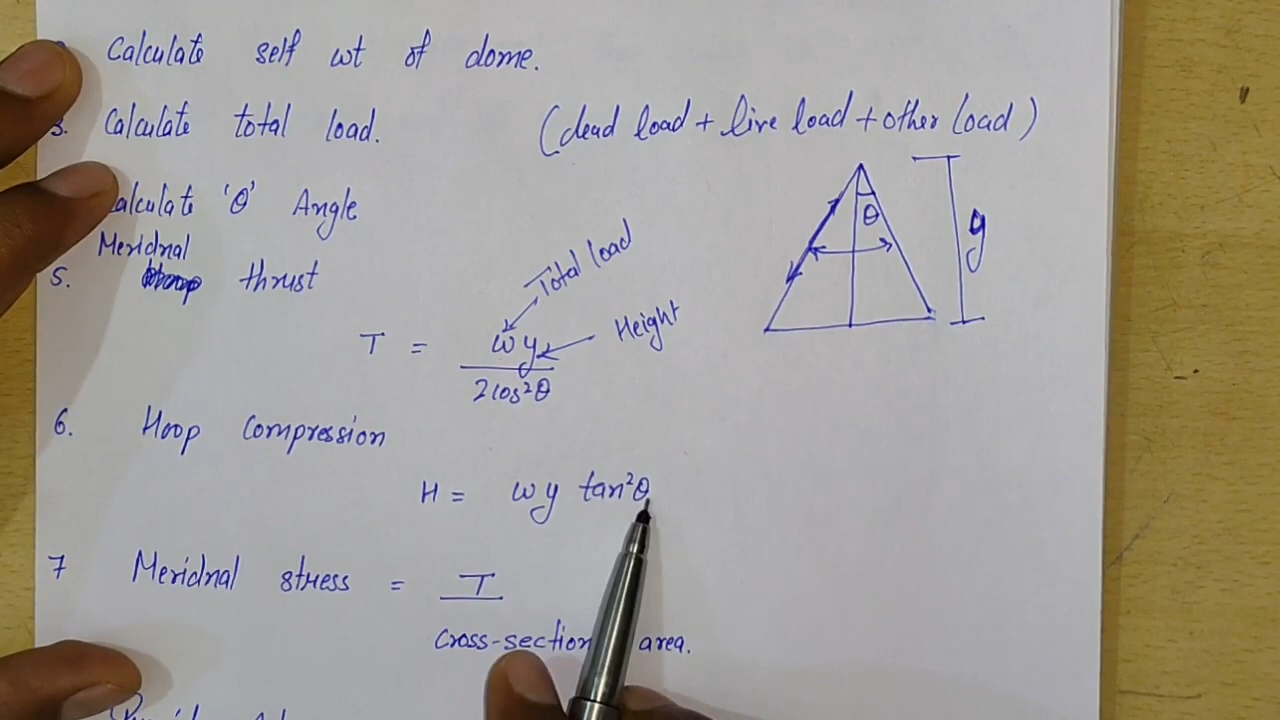 Calculate self wt of dome.
3. Calculate total load. (dead load + live load + other load)
Calculate 'θ' Angle
Meridnal
5. thrust
Total load
Height
T = wy
2cos²θ
θ
y
6. Hoop Compression
H = wy tan²θ
7 Meridnal stress = T
Cross-section area.